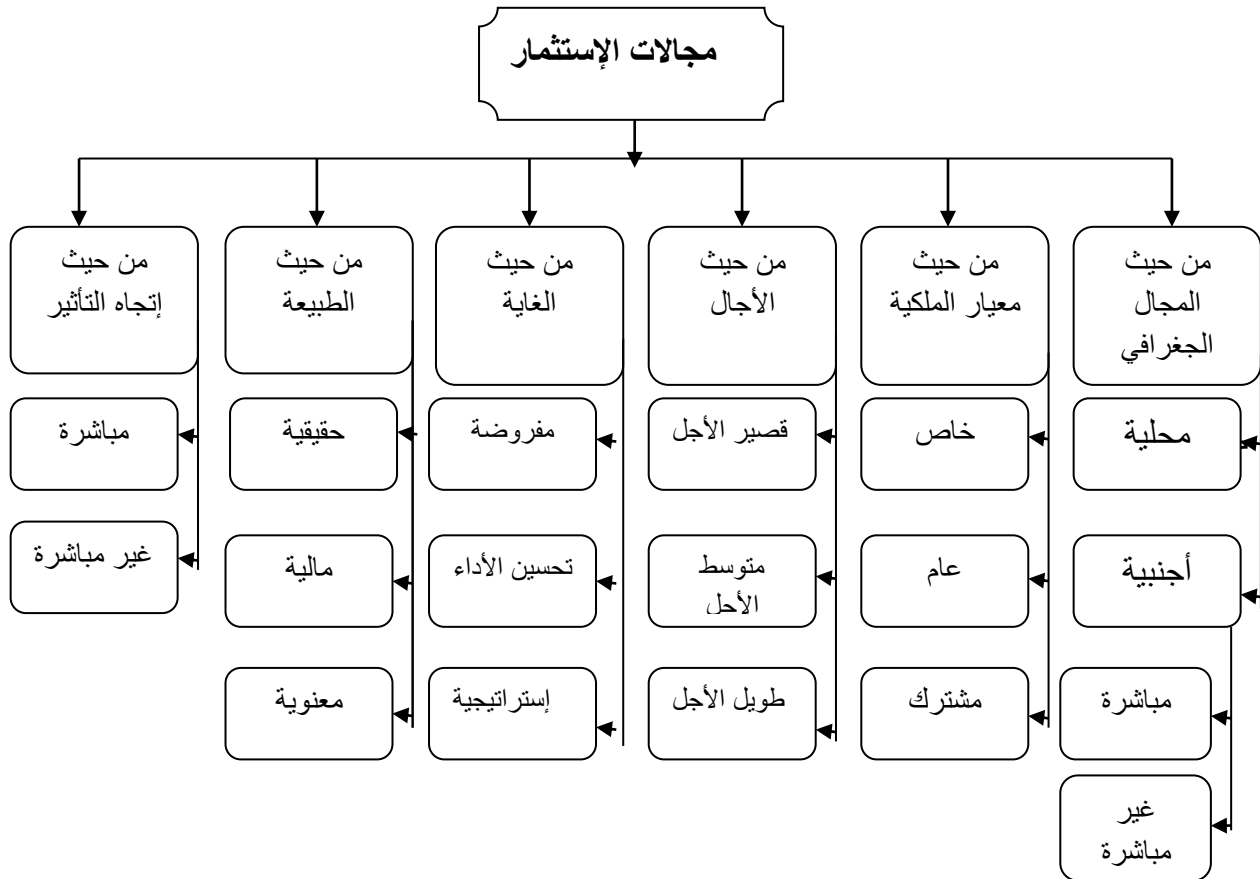 مجالات الإستثمار
من حيث
المجال
الجغرافي
من حيث
معيار الملكية
من حيث
الأجال
من حيث
الغاية
من حيث
الطبيعة
من حيث
إتجاه التأثير
محلية
خاص
قصير الأجل
مفروضة
حقيقية
مباشرة
أجنبية
عام
متوسط
الأجل
تحسين الأداء
مالية
غير مباشرة
مباشرة
مشترك
طويل الأجل
إستراتيجية
معنوية
غير
مباشرة